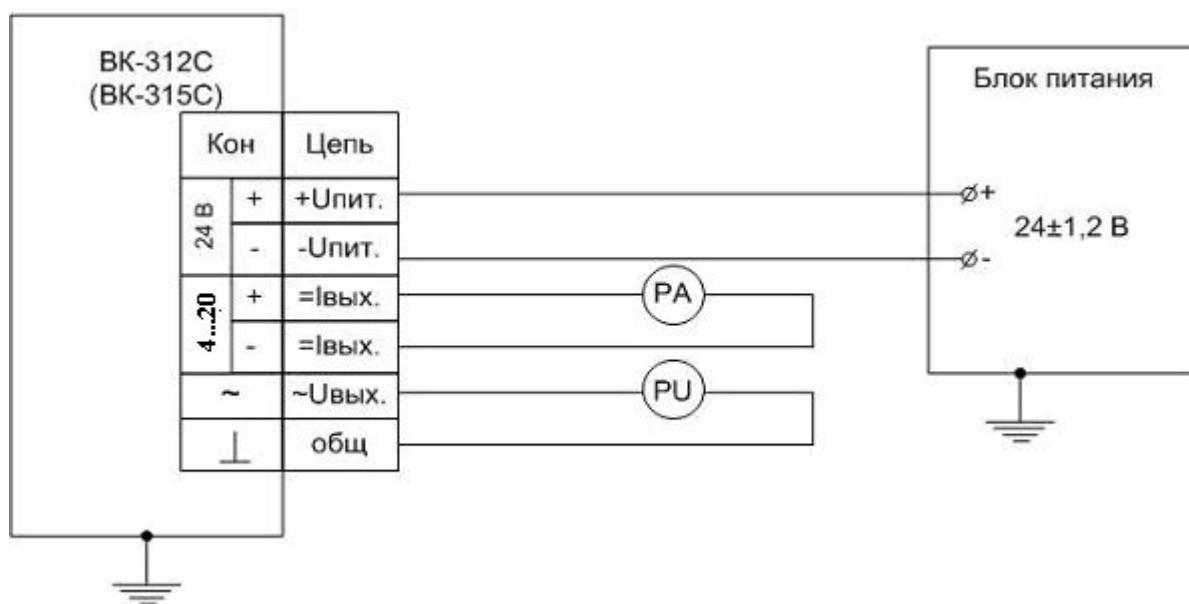 ВК-312С
(ВК-315С)
Блок питания
Кон Цепь
24 В + +Uпит.
- -Uпит.
+
24±1,2 В
-
4...20 + =Iвых.
- =Iвых.
PA
~ ~Uвых.
PU
⊥ общ